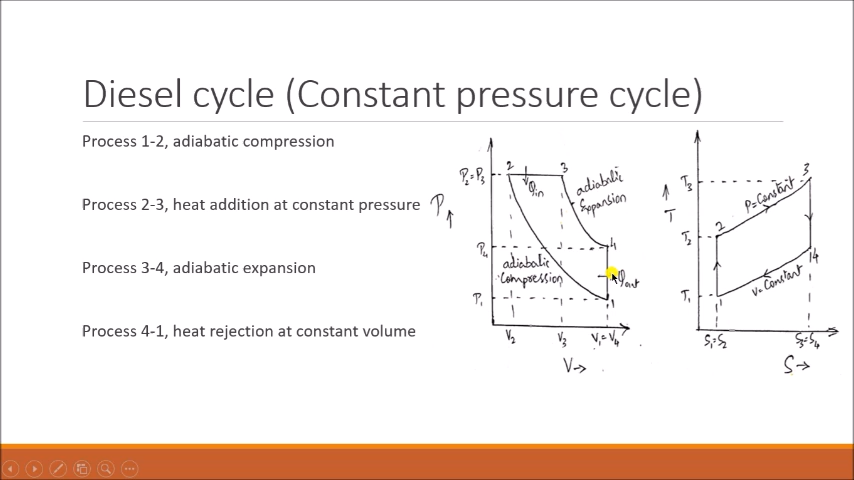 Diesel cycle (Constant pressure cycle)
Process 1-2, adiabatic compression
Process 2-3, heat addition at constant pressure
Process 3-4, adiabatic expansion
Process 4-1, heat rejection at constant volume
P
P₂=P₃
P₄
P₁
2
3
Qin
adiabatic
Expansion
4
adiabatic
Compression
Qout
1
V₂
V₃
V₁=V₄
V→
T
T₃
T₂
T₁
3
P=Constant
2
4
V=Constant
1
S₁=S₂
S₃=S₄
S→